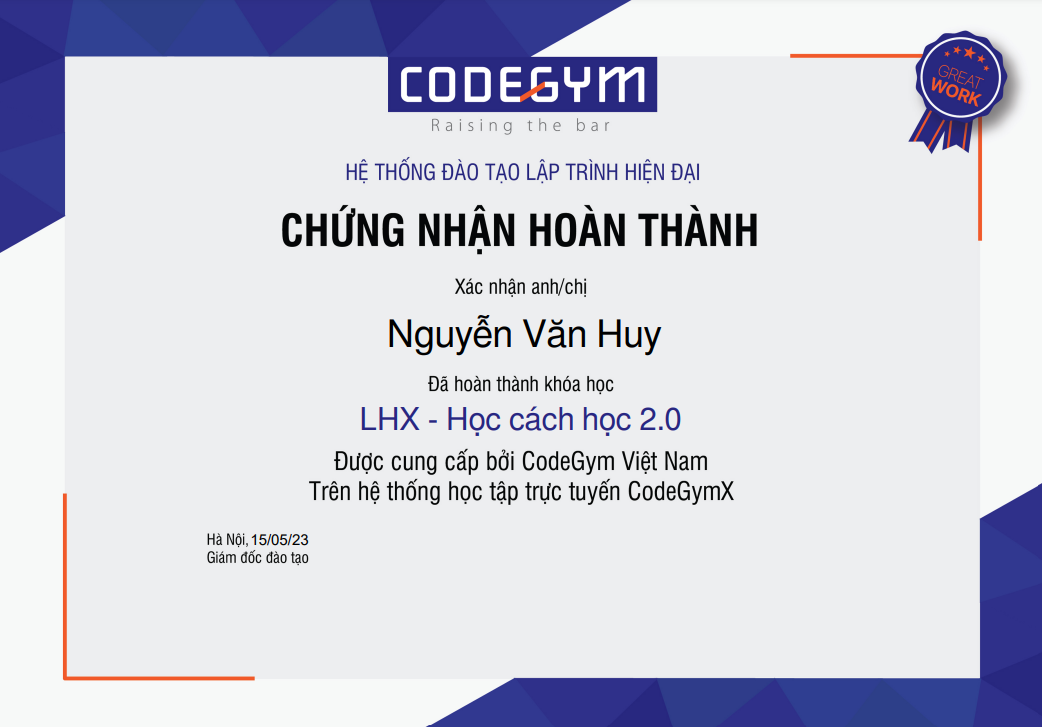 CODEGYM
Raising the bar
GREAT
WORK
HỆ THỐNG ĐÀO TẠO LẬP TRÌNH HIỆN ĐẠI
CHỨNG NHẬN HOÀN THÀNH
Xác nhận anh/chị
Nguyễn Văn Huy
Đã hoàn thành khóa học
LHX - Học cách học 2.0
Được cung cấp bởi CodeGym Việt Nam
Trên hệ thống học tập trực tuyến CodeGymX
Hà Nội, 15/05/23
Giám đốc đào tạo